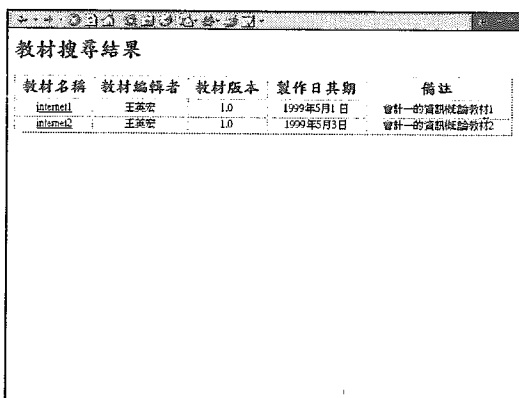 教材搜尋結果
教材名稱 教材編輯者 教材版本 製作日其期 備註
internet1 王英宏 1.0 1999年5月1日 會計一的資訊概論教材1
internet2 王英宏 1.0 1999年5月3日 會計一的資訊概論教材2